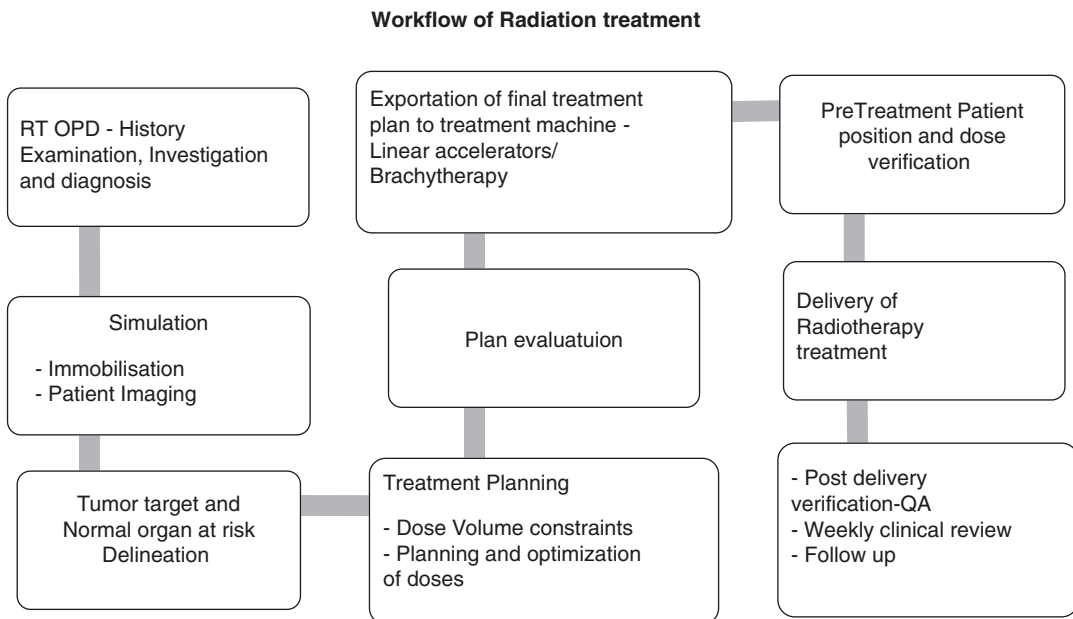 Workflow of Radiation treatment
RT OPD - History
Examination, Investigation
and diagnosis
Simulation
- Immobilisation
- Patient Imaging
Tumor target and
Normal organ at risk
Delineation
Treatment Planning
- Dose Volume constraints
- Planning and optimization
of doses
Plan evaluatuion
Exportation of final treatment
plan to treatment machine -
Linear accelerators/
Brachytherapy
PreTreatment Patient
position and dose
verification
Delivery of
Radiotherapy
treatment
- Post delivery
verification-QA
- Weekly clinical review
- Follow up